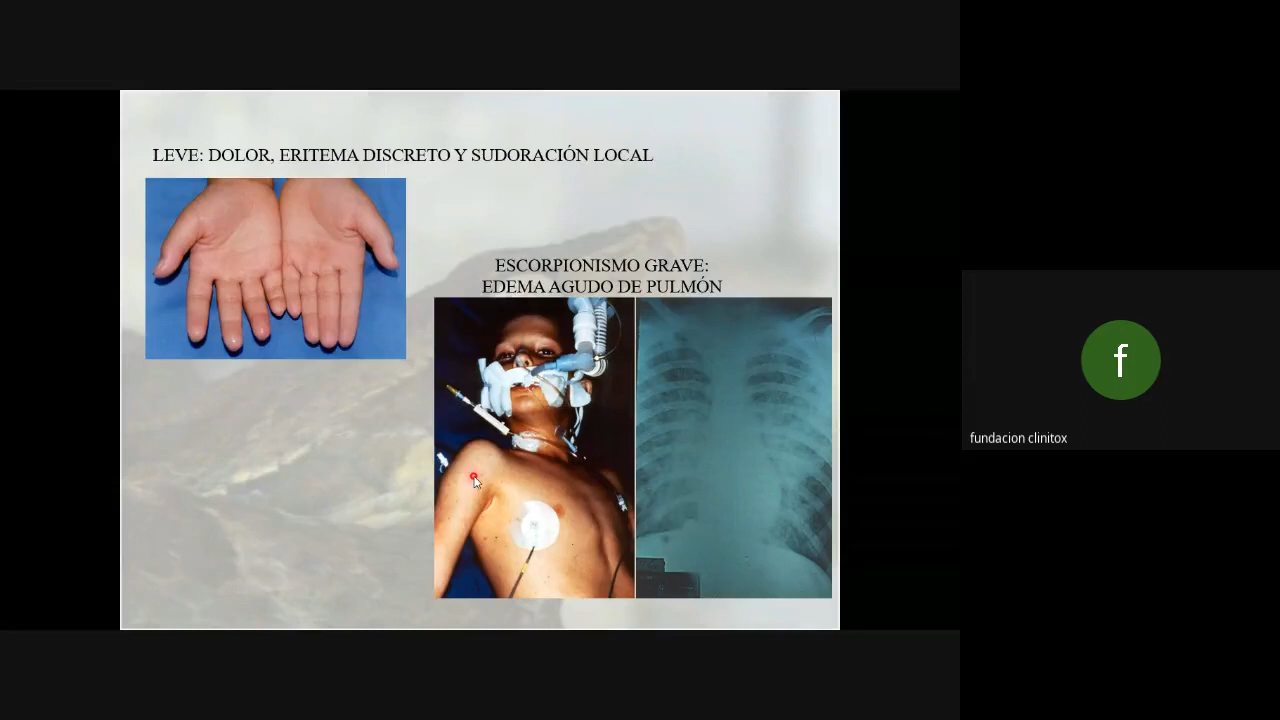 LEVE: DOLOR, ERITEMA DISCRETO Y SUDORACIÓN LOCAL
ESCORPIONISMO GRAVE:
EDEMA AGUDO DE PULMÓN
f
fundacion clinitox